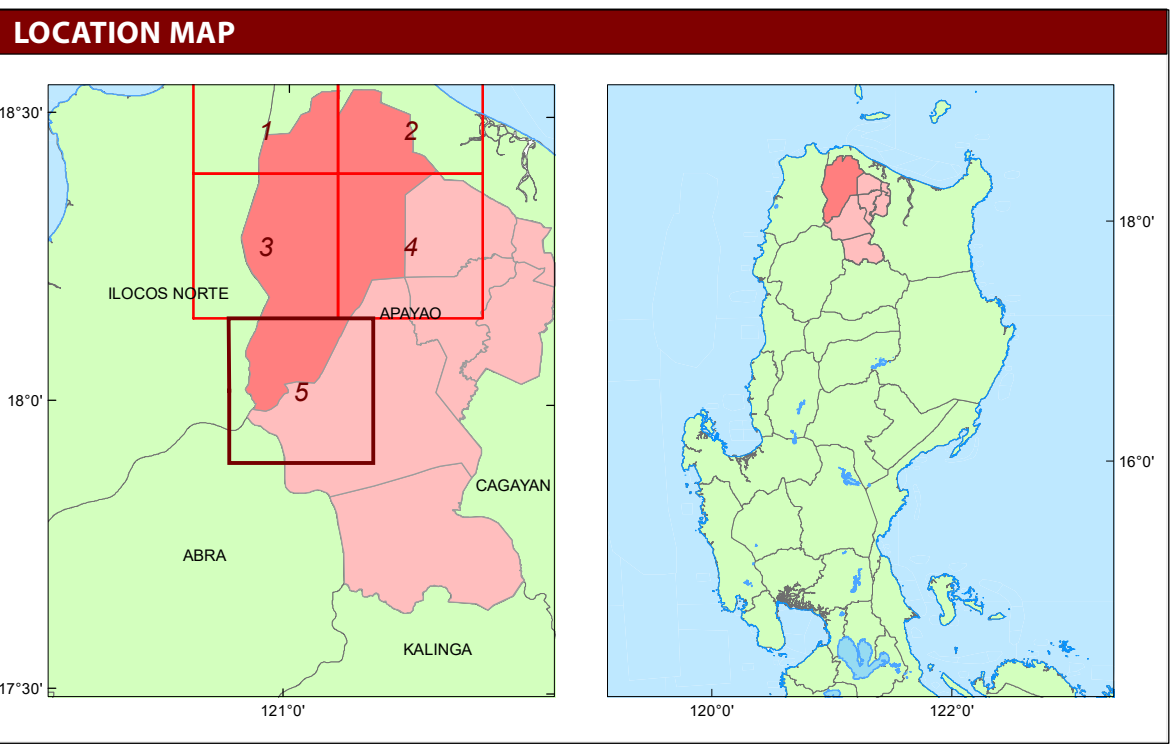 LOCATION MAP
18°30'
1
2
3
4
ILOCOS NORTE
APAYAO
5
18°0'
CAGAYAN
ABRA
KALINGA
17°30'
121°0'
18°0'
16°0'
120°0'
122°0'